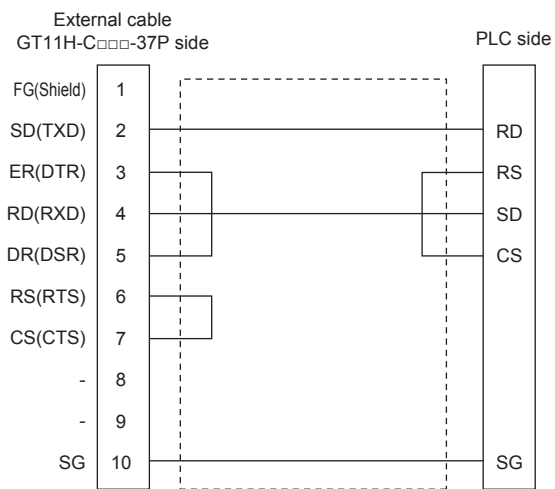 External cable
GT11H-C□□□-37P side
PLC side
FG(Shield) 1
SD(TXD) 2 RD
ER(DTR) 3 RS
RD(RXD) 4 SD
DR(DSR) 5 CS
RS(RTS) 6
CS(CTS) 7
- 8
- 9
SG 10 SG